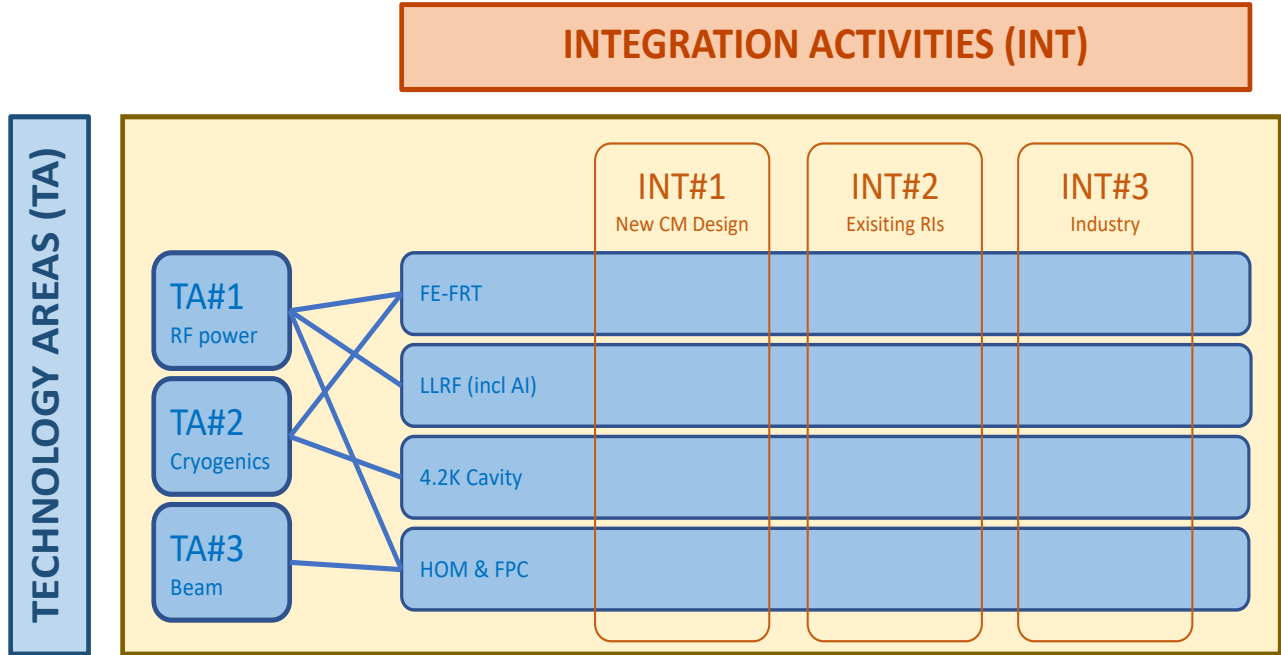 INTEGRATION ACTIVITIES (INT)
TECHNOLOGY AREAS (TA)
INT#1
New CM Design
INT#2
Exisiting RIs
INT#3
Industry
TA#1
RF power
TA#2
Cryogenics
TA#3
Beam
FE-FRT
LLRF (incl AI)
4.2K Cavity
HOM & FPC